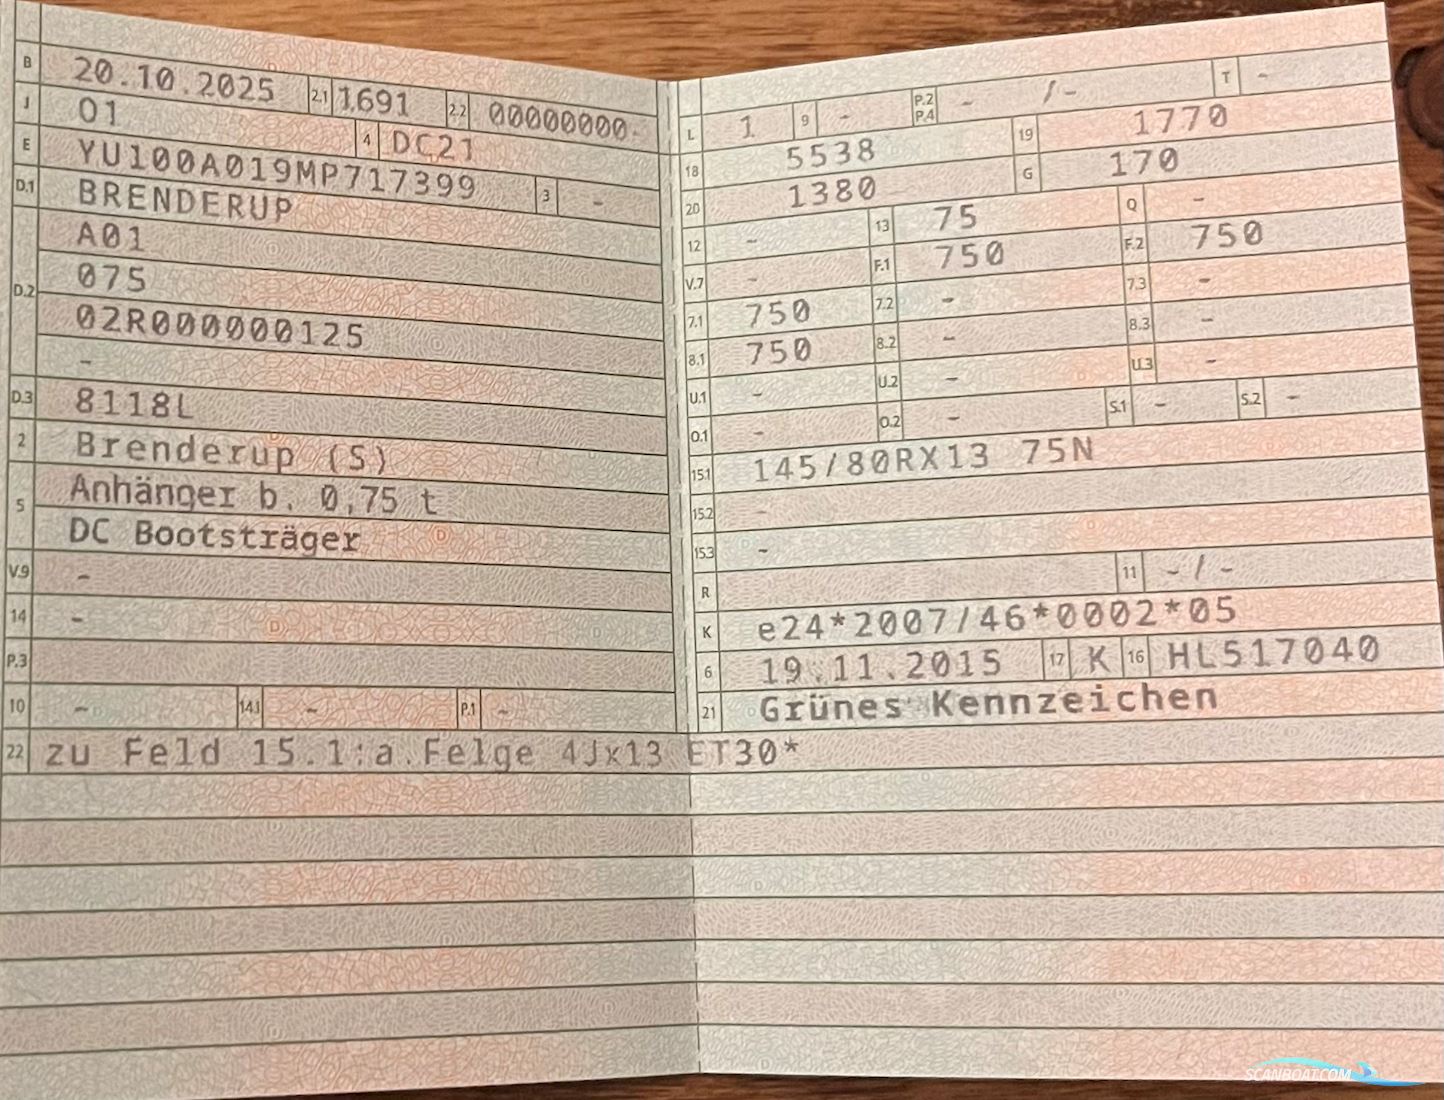 B 20.10.2025 2.1 1691 2.2 00000000-
J 01 4 DC21
E YU100A019MP717399 3 -
D.1 BRENDERUP
D.2 A01
075
02R000000125
-
D.3 8118L
2 Brenderup (S)
5 Anhänger b. 0,75 t
DC Bootsträger
V.9 -
14 -
P.3
10 - 14.1 - P.1 -
L 1 9 - P.2 P.4 - / - T -
18 5538 19 1770
20 1380 G 170
12 - 13 75 Q -
V.7 - F.1 750 F.2 750
7.1 750 7.2 - 7.3 -
8.1 750 8.2 - 8.3 -
U.1 - U.2 - U.3 -
O.1 - O.2 - S.1 - S.2 -
15.1 145/80RX13 75N
15.2 -
15.3 -
R 11 - / -
K e24*2007/46*0002*05
6 19.11.2015 17 K 16 HL517040
21 Grünes Kennzeichen
22 zu Feld 15.1:a.Felge 4Jx13 ET30*
SCANBOAT.COM